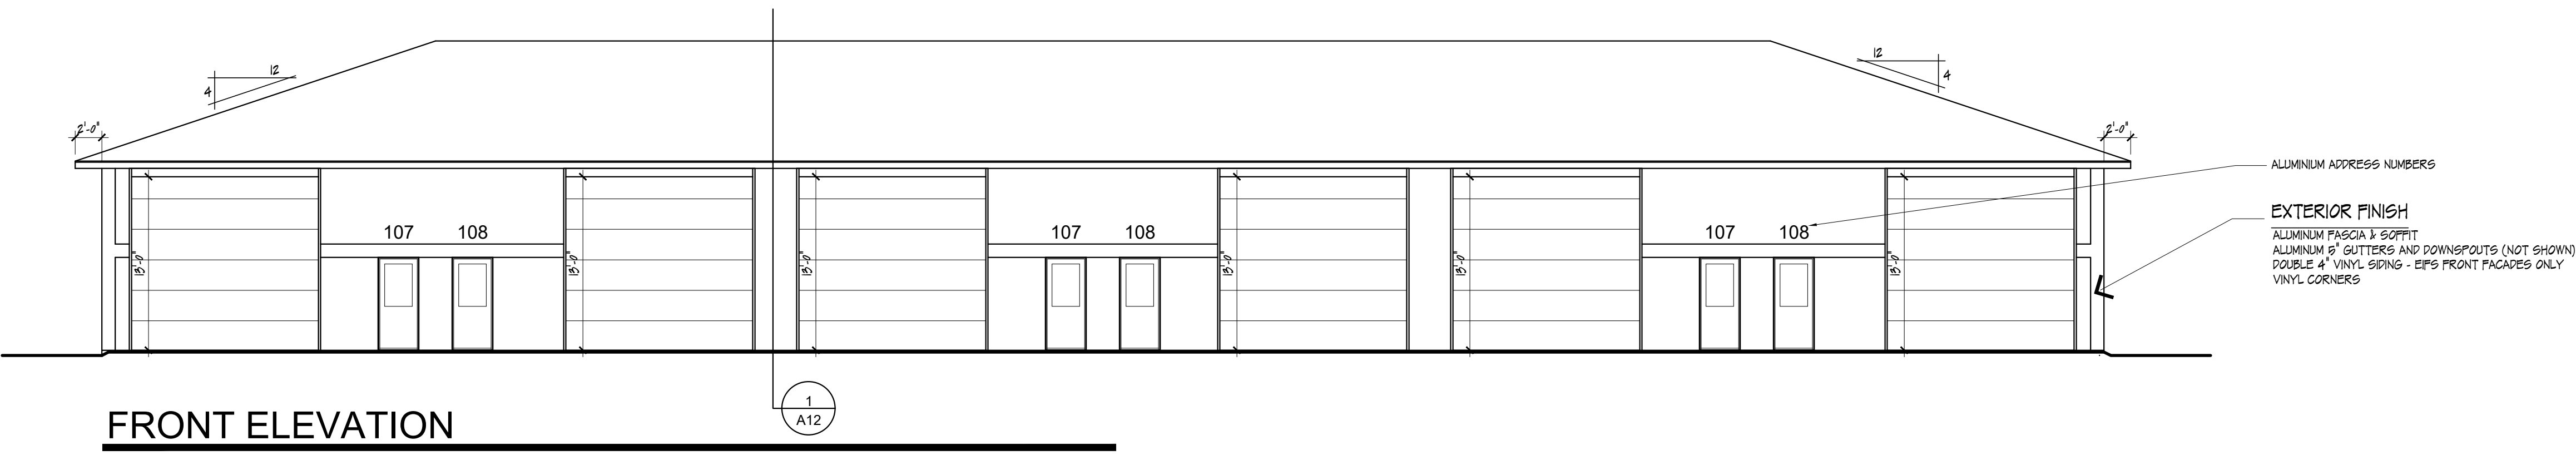 12
4
2'-0"
12
4
2'-0"
ALUMINIUM ADDRESS NUMBERS
EXTERIOR FINISH
ALUMINUM FASCIA & SOFFIT
ALUMINUM 5" GUTTERS AND DOWNSPOUTS (NOT SHOWN)
DOUBLE 4" VINYL SIDING - EIFS FRONT FACADES ONLY
VINYL CORNERS
107 108
107 108
107 108
13'-0"
13'-0"
13'-0"
13'-0"
13'-0"
13'-0"
1
A12
FRONT ELEVATION